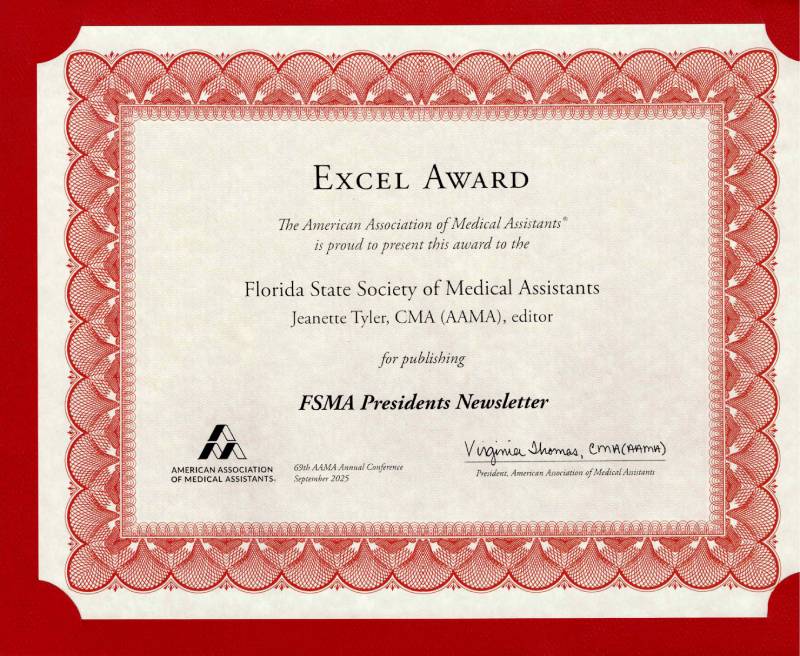 EXCEL AWARD
The American Association of Medical Assistants®
is proud to present this award to the
Florida State Society of Medical Assistants
Jeanette Tyler, CMA (AAMA), editor
for publishing
FSMA Presidents Newsletter
AMERICAN ASSOCIATION
OF MEDICAL ASSISTANTS.
69th AAMA Annual Conference
September 2025
Virginia Thomas, CMA(AAMA)
President, American Association of Medical Assistants